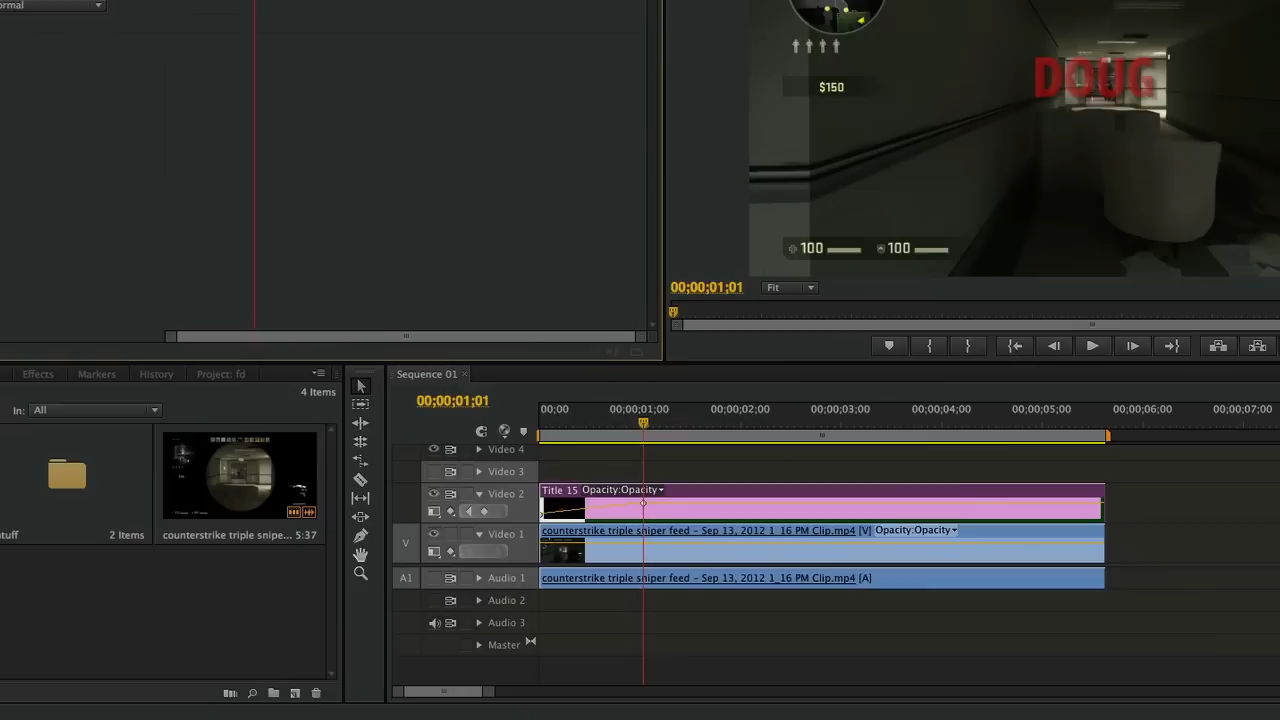 ormal
DOUG
$150
100
100
00;00;01;01
Fit
Effects
Markers
History
Project: fd
4 Items
In:
All
tuff
2 Items
counterstrike triple snipe...
5:37
Sequence 01
00;00;01;01
00;00
00;00;01;00
00;00;02;00
00;00;03;00
00;00;04;00
00;00;05;00
00;00;06;00
00;00;07;00
Video 4
Video 3
Video 2
Title 15 Opacity:Opacity
V
Video 1
counterstrike triple sniper feed - Sep 13, 2012 1_16 PM Clip.mp4 [V] Opacity:Opacity
A1
Audio 1
counterstrike triple sniper feed - Sep 13, 2012 1_16 PM Clip.mp4 [A]
Audio 2
Audio 3
Master